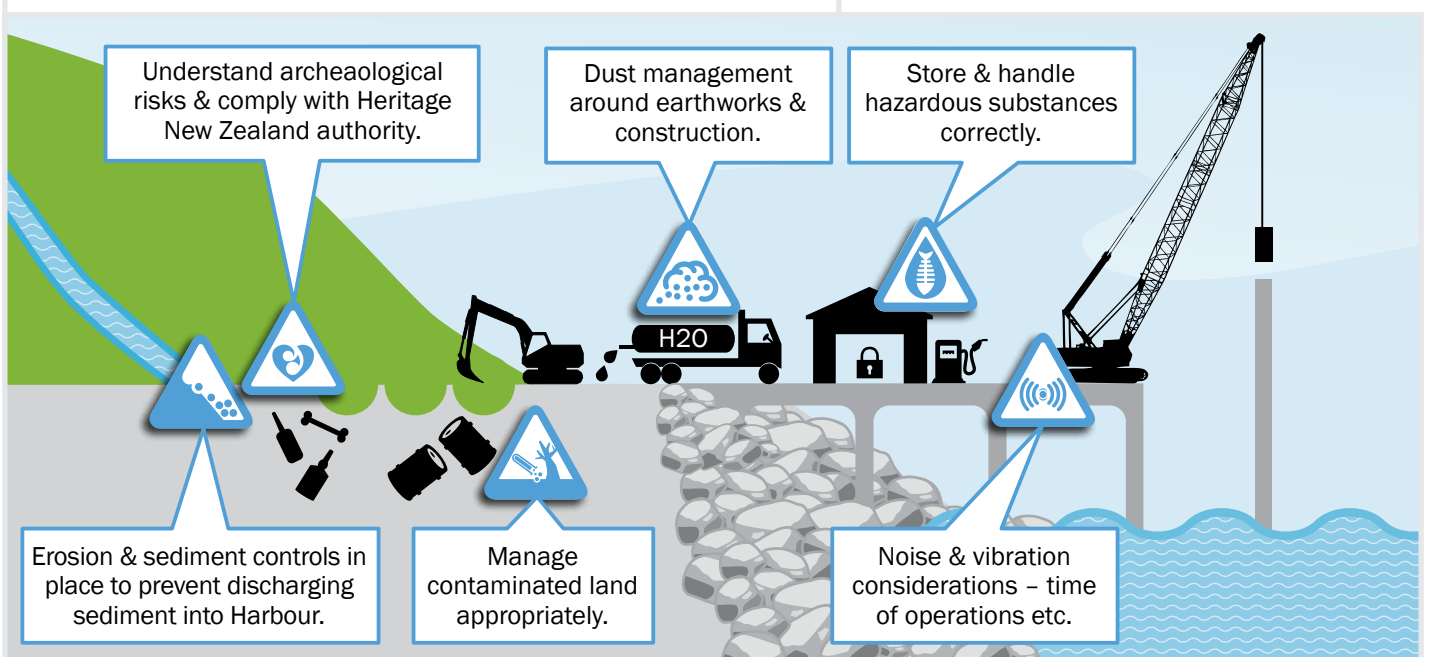 Understand archeaological
risks & comply with Heritage
New Zealand authority.
Dust management
around earthworks &
construction.
Store & handle
hazardous substances
correctly.
H2O
Erosion & sediment controls in
place to prevent discharging
sediment into Harbour.
Manage
contaminated land
appropriately.
Noise & vibration
considerations – time
of operations etc.